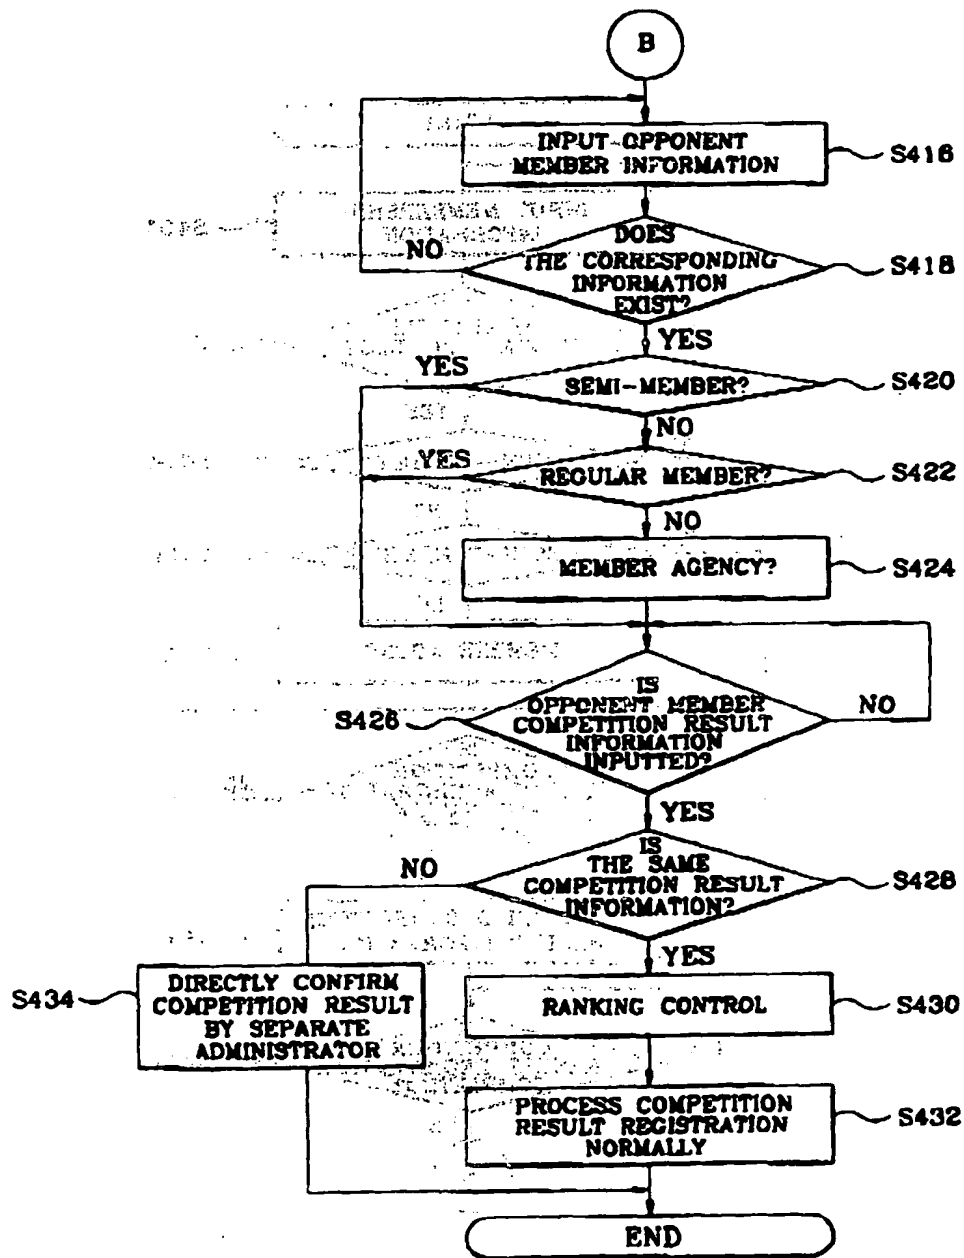 B
INPUT OPPONENT
MEMBER INFORMATION
S416
DOES
THE CORRESPONDING
INFORMATION
EXIST?
S418
NO
YES
SEMI-MEMBER?
S420
YES
NO
REGULAR MEMBER?
S422
YES
NO
MEMBER AGENCY?
S424
IS
OPPONENT MEMBER
COMPETITION RESULT
INFORMATION
INPUTTED?
S426
NO
YES
IS
THE SAME
COMPETITION RESULT
INFORMATION?
S428
NO
YES
DIRECTLY CONFIRM
COMPETITION RESULT
BY SEPARATE
ADMINISTRATOR
S434
RANKING CONTROL
S430
PROCESS COMPETITION
RESULT REGISTRATION
NORMALLY
S432
END